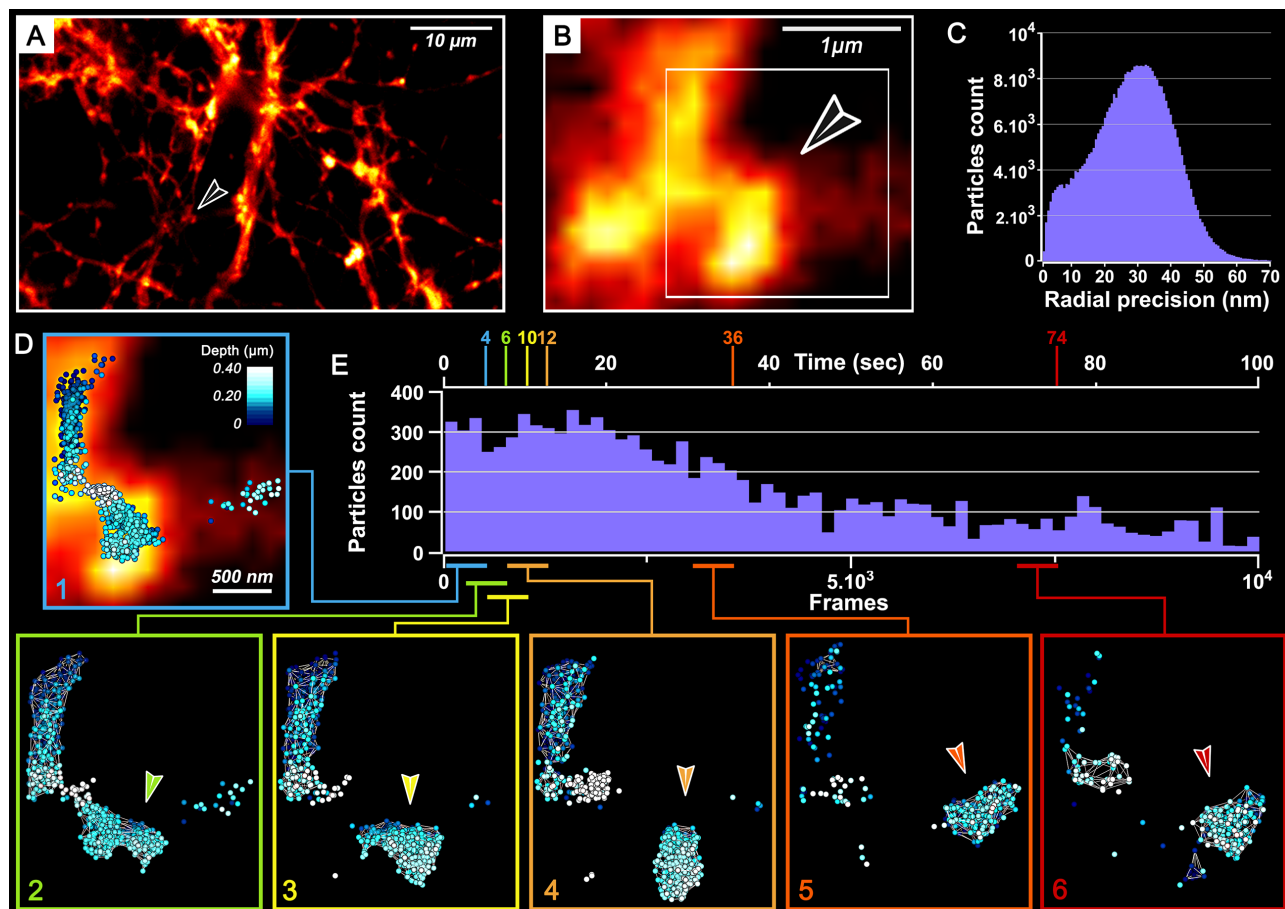 A
10 µm
B
1µm
C
10⁴
8.10³
6.10³
4.10³
2.10³
0
Particles count
0 10 20 30 40 50 60 70
Radial precision (nm)
D
Depth (µm)
0.40
0.20
0
500 nm
1
E
4 6 10 12 36 74
0 20 40 Time (sec) 60 80 100
400
300
200
100
0
Particles count
0 5.10³ 10⁴
Frames
2
3
4
5
6